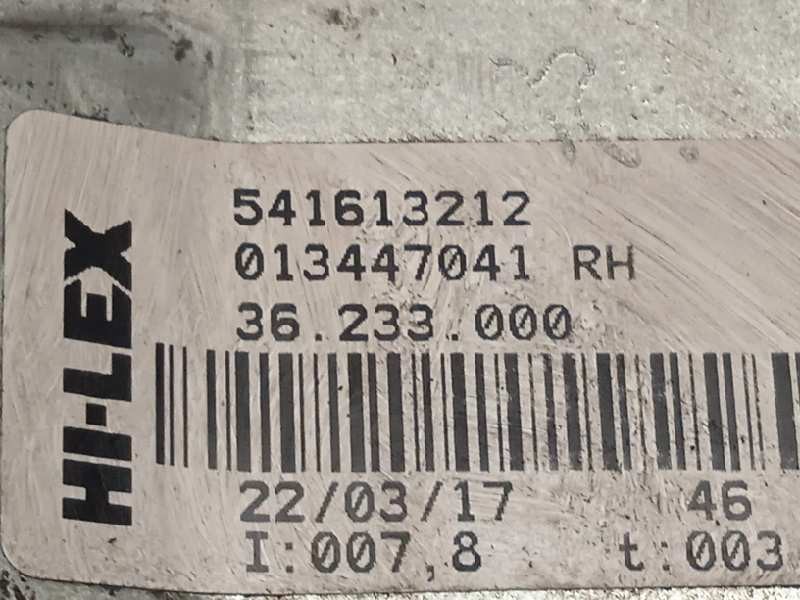 HI-LEX
541613212
013447041 RH
36.233.000
22/03/17 46
I:007,8 t:003